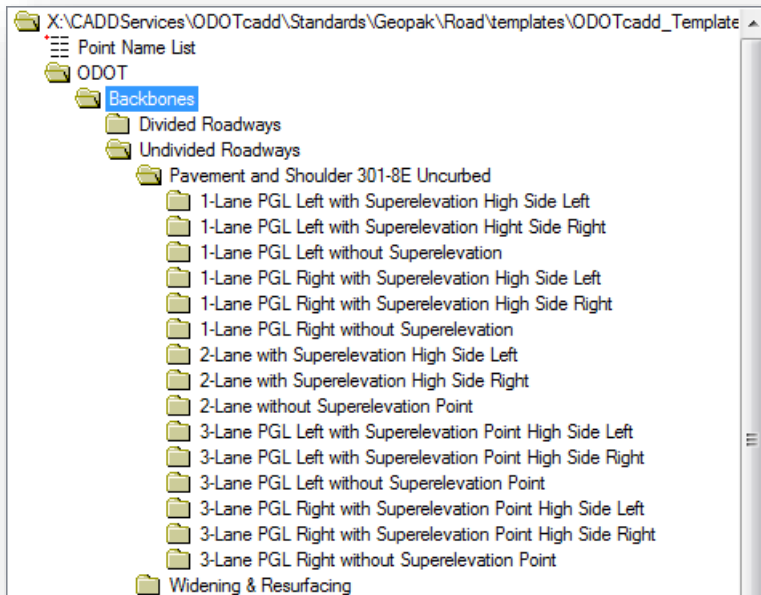 X:\CADDServices\ODOTcadd\Standards\Geopak\Road\templates\ODOTcadd_Template
Point Name List
ODOT
Backbones
Divided Roadways
Undivided Roadways
Pavement and Shoulder 301-8E Uncurbed
1-Lane PGL Left with Superelevation High Side Left
1-Lane PGL Left with Superelevation Hight Side Right
1-Lane PGL Left without Superelevation
1-Lane PGL Right with Superelevation High Side Left
1-Lane PGL Right with Superelevation High Side Right
1-Lane PGL Right without Superelevation
2-Lane with Superelevation High Side Left
2-Lane with Superelevation High Side Right
2-Lane without Superelevation Point
3-Lane PGL Left with Superelevation Point High Side Left
3-Lane PGL Left with Superelevation Point High Side Right
3-Lane PGL Left without Superelevation Point
3-Lane PGL Right with Superelevation Point High Side Left
3-Lane PGL Right with Superelevation Point High Side Right
3-Lane PGL Right without Superelevation Point
Widening & Resurfacing